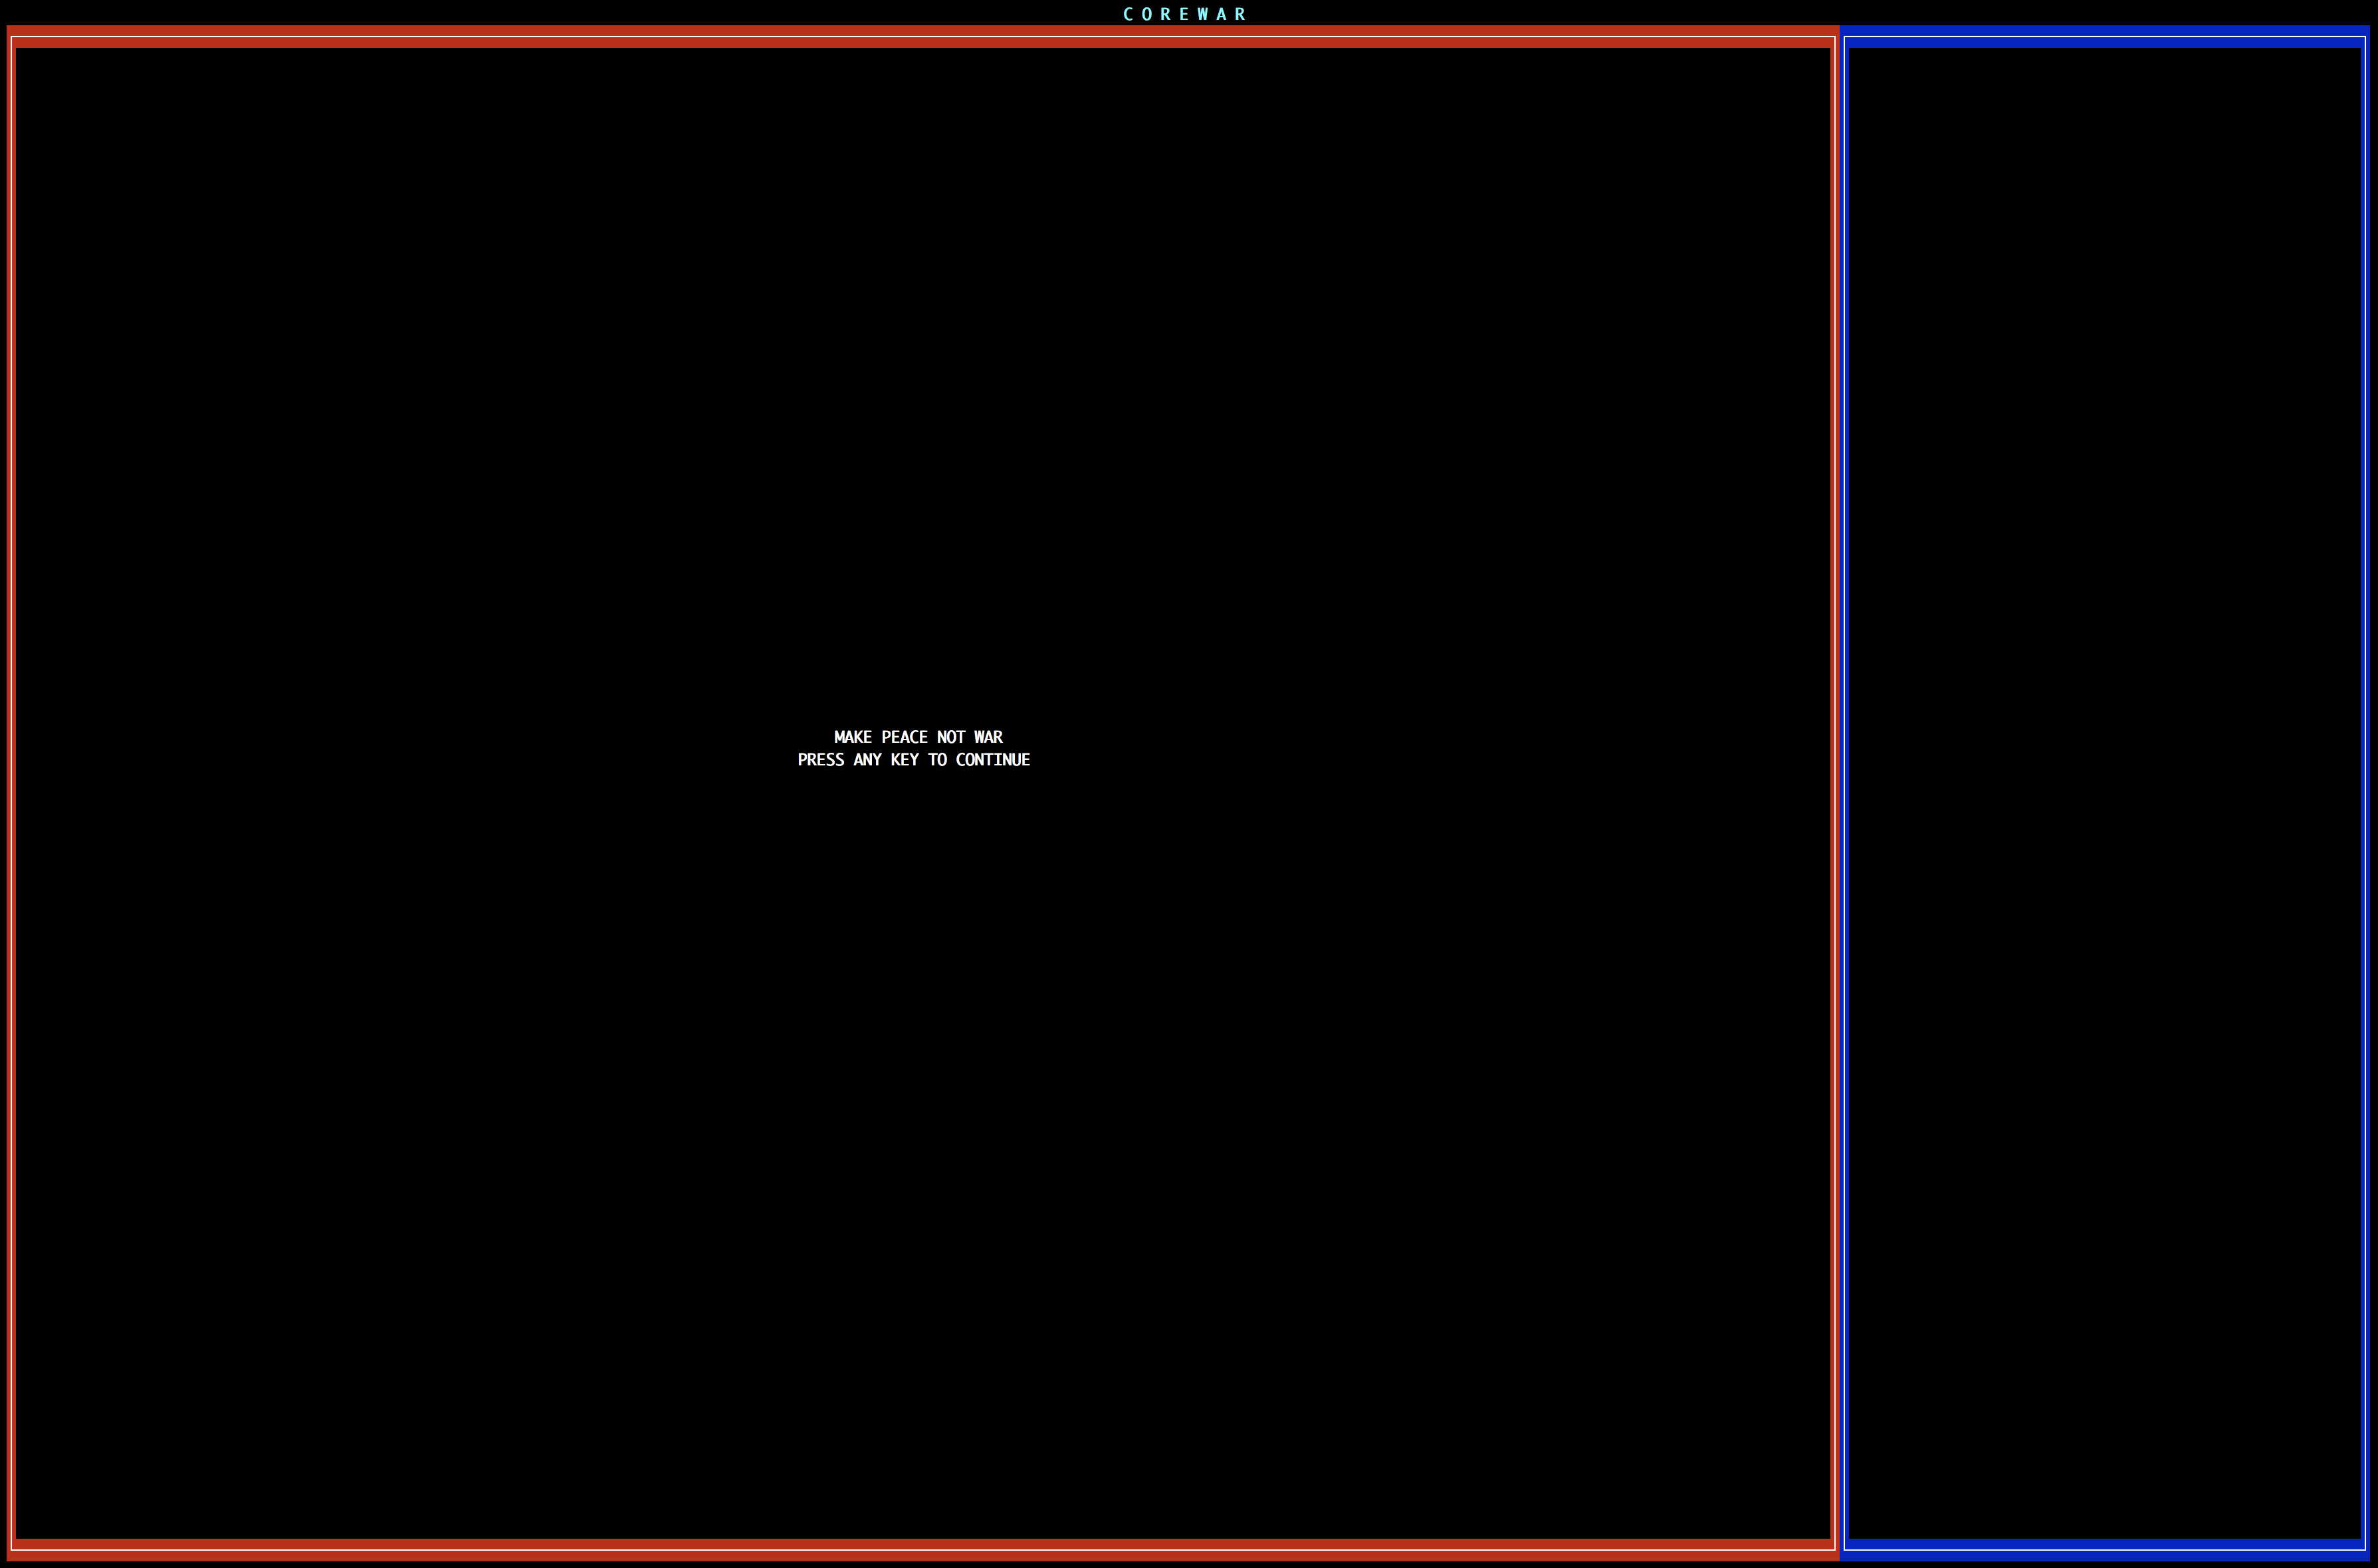 C O R E W A R
MAKE PEACE NOT WAR
PRESS ANY KEY TO CONTINUE